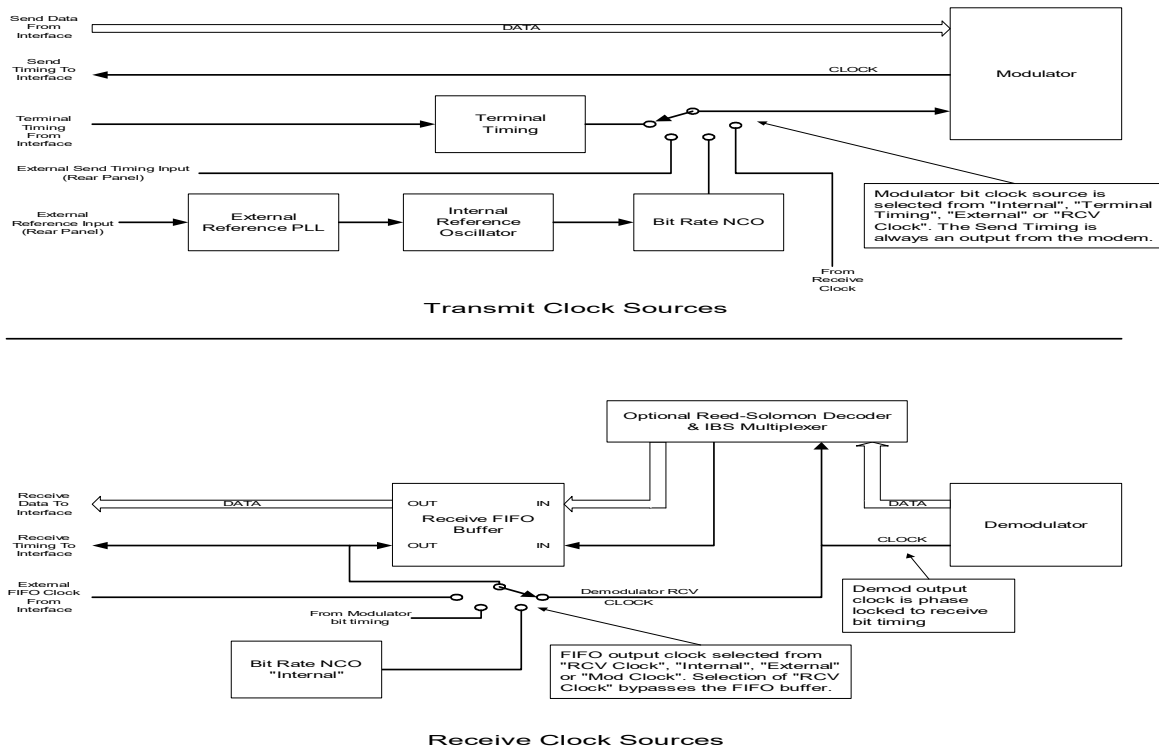 Send Data
From
Interface
DATA
Send
Timing To
Interface
CLOCK
Modulator
Terminal
Timing
From
Interface
Terminal
Timing
External Send Timing Input
(Rear Panel)
External
Reference Input
(Rear Panel)
External
Reference PLL
Internal
Reference
Oscillator
Bit Rate NCO
Modulator bit clock source is
selected from "Internal", "Terminal
Timing", "External" or "RCV
Clock". The Send Timing is
always an output from the modem.
From
Receive
Clock
Transmit Clock Sources
Optional Reed-Solomon Decoder
& IBS Multiplexer
Receive
Data To
Interface
DATA
OUT
IN
Receive FIFO
Buffer
OUT
IN
DATA
Demodulator
CLOCK
Receive
Timing To
Interface
External
FIFO Clock
From
Interface
From Modulator
bit timing
Demodulator RCV
CLOCK
Demod output
clock is phase
locked to receive
bit timing
Bit Rate NCO
"Internal"
FIFO output clock selected from
"RCV Clock", "Internal", "External"
or "Mod Clock". Selection of "RCV
Clock" bypasses the FIFO buffer.
Receive Clock Sources